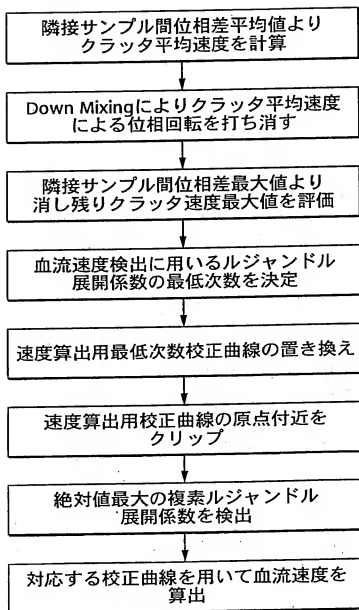 隣接サンプル間位相差平均値より
クラッタ平均速度を計算
Down Mixingによりクラッタ平均速度
による位相回転を打ち消す
隣接サンプル間位相差最大値より
消し残りクラッタ速度最大値を評価
血流速度検出に用いるルジャンドル
展開係数の最低次数を決定
速度算出用最低次数校正曲線の置き換え
速度算出用校正曲線の原点付近を
クリップ
絶対値最大の複素ルジャンドル
展開係数を検出
対応する校正曲線を用いて血流速度を
算出